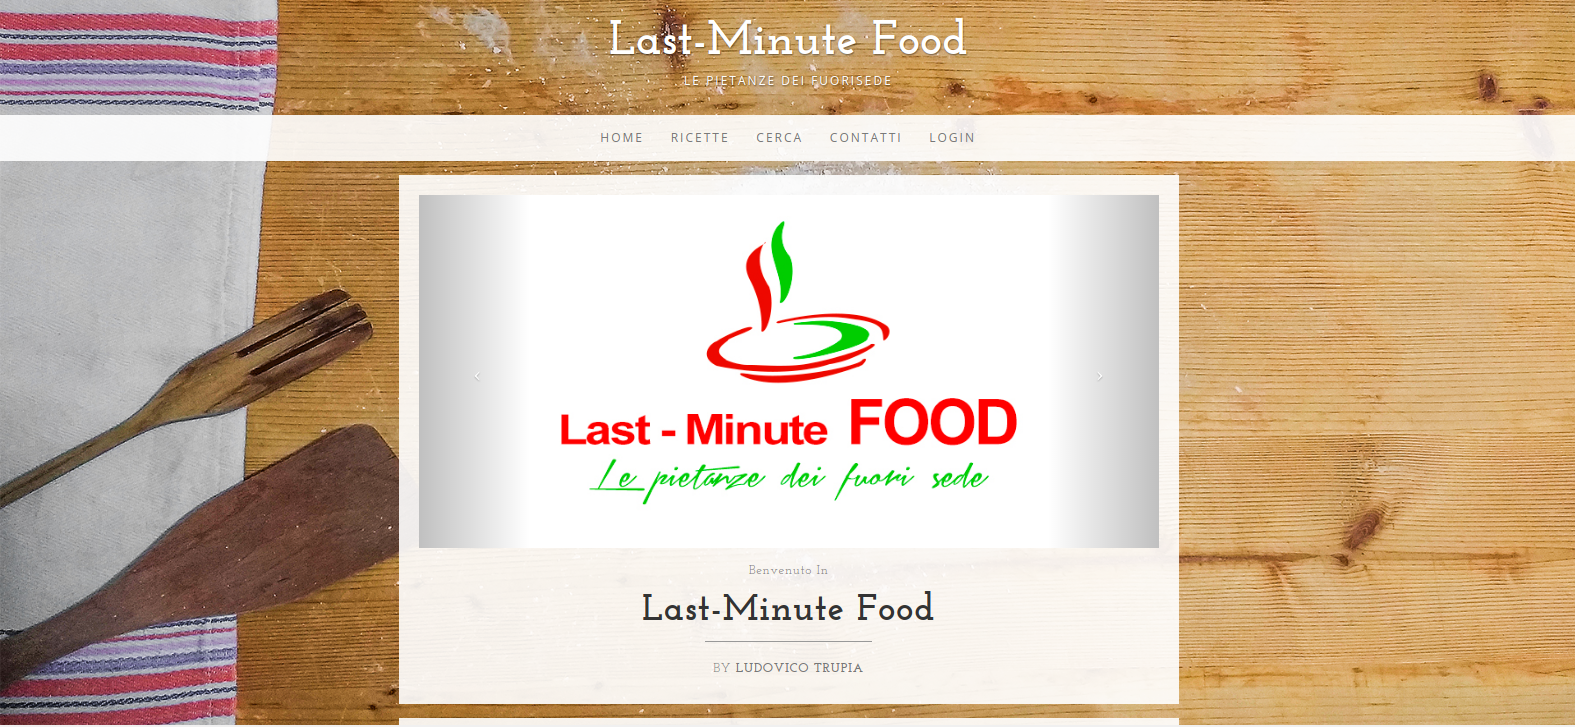 Last-Minute Food
LE PIETANZE DEI FUORISEDE
HOME RICETTE CERCA CONTATTI LOGIN
Last - Minute FOOD
Le pietanze dei fuori sede
Benvenuto In
Last-Minute Food
BY LUDOVICO TRUPIA